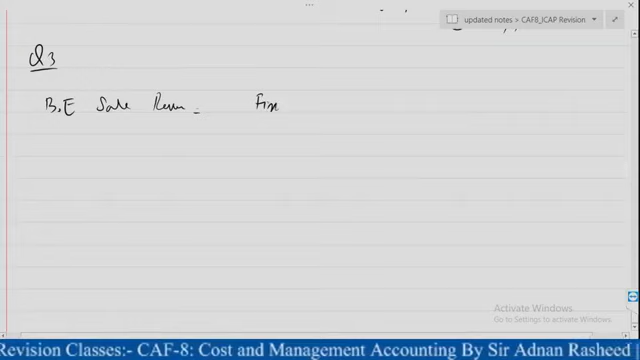 updated notes > CAF8_ICAP Revision
Q3
B.E Sale Reven = Fix
Activate Windows
Go to Settings to activate Windows.
Revision Classes:- CAF-8: Cost and Management Accounting By Sir Adnan Rasheed